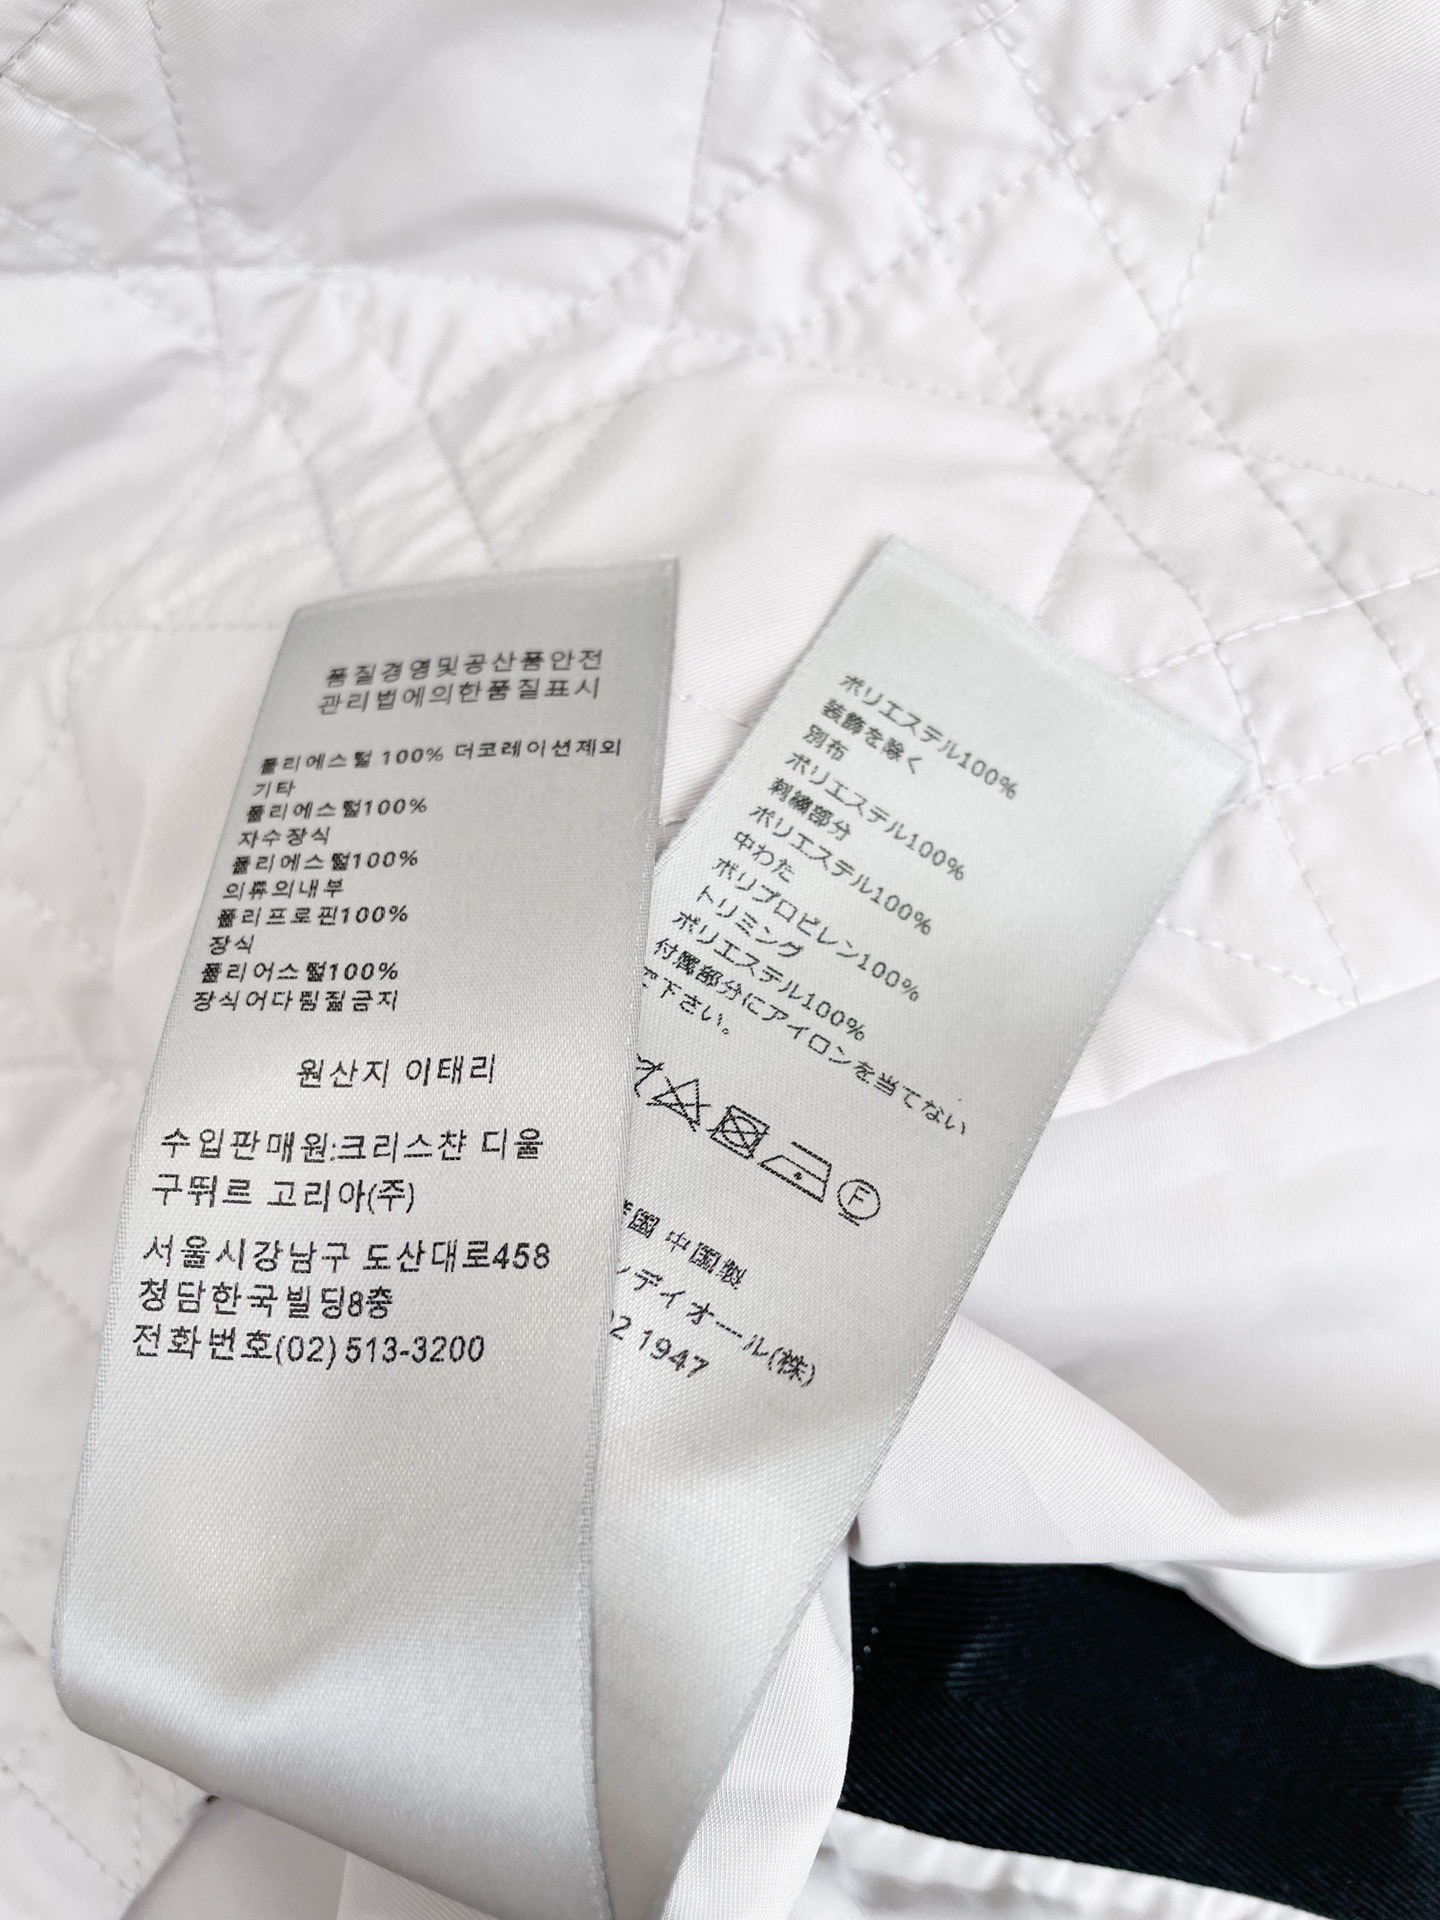 품질경영및공산품안전
관리법에의한품질표시
폴리에스텔 100% 더코레이션제외
기타
폴리에스텔100%
자수장식
폴리에스텔100%
의류의내부
폴리프로핀100%
장식
폴리어스텔100%
장식어다림질금지
원산지 이태리
수입판매원:크리스챤 디올
구뛰르 고리아(주)
서울시강남구 도산대로458
청담한국빌딩8층
전화번호(02)513-3200
ポリエステル100%
装飾を除く
別布
ポリエステル100%
刺繍部分
ポリエステル100%
中わた
ポリプロピレン100%
トリミング
ポリエステル100%
付属部分にアイロンを当てない
で下さい。
F
中国製
ンディオール(株)
02 1947